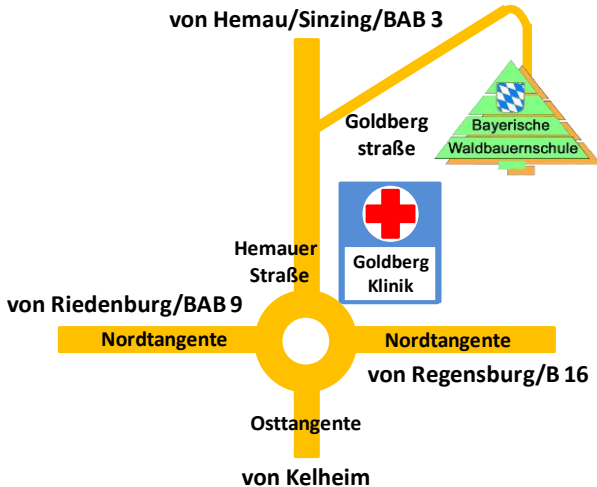 von Hemau/Sinzing/BAB 3
Goldberg
straße
Bayerische
Waldbauernschule
Hemauer
Straße
Goldberg
Klinik
von Riedenburg/BAB 9
Nordtangente
Nordtangente
von Regensburg/B 16
Osttangente
von Kelheim